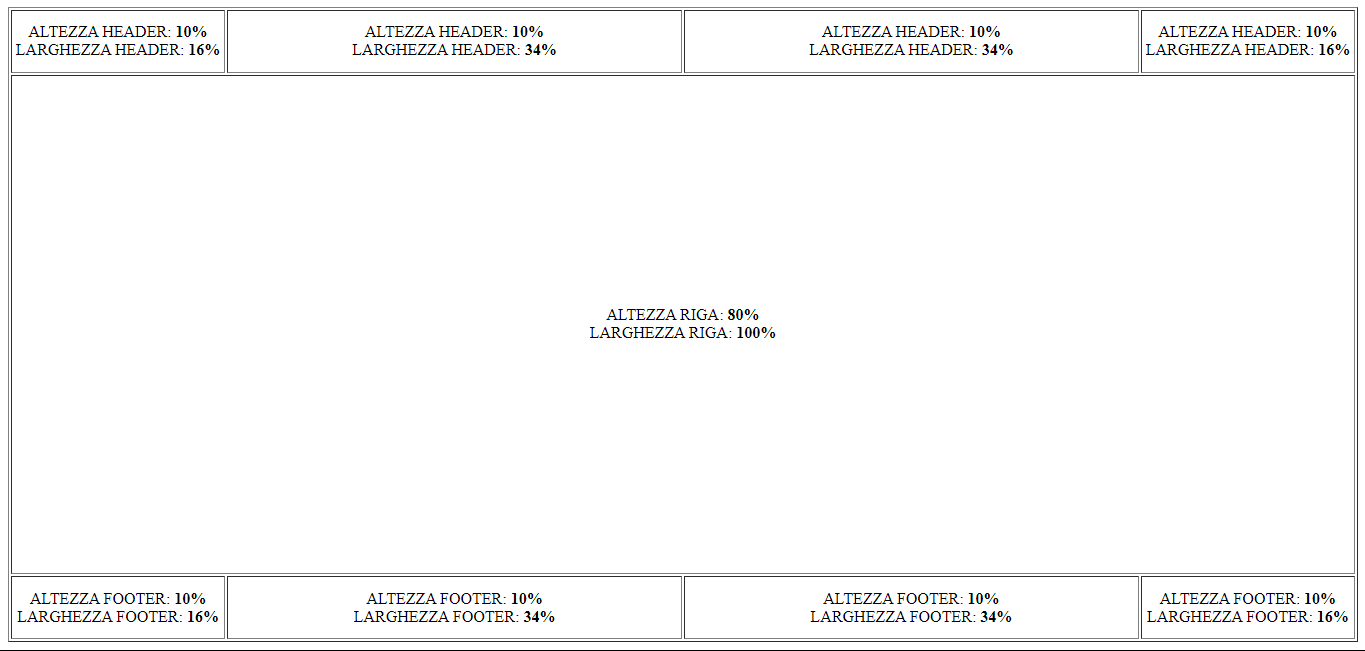 ALTEZZA HEADER: 10%
LARGHEZZA HEADER: 16%
ALTEZZA HEADER: 10%
LARGHEZZA HEADER: 34%
ALTEZZA HEADER: 10%
LARGHEZZA HEADER: 34%
ALTEZZA HEADER: 10%
LARGHEZZA HEADER: 16%
ALTEZZA RIGA: 80%
LARGHEZZA RIGA: 100%
ALTEZZA FOOTER: 10%
LARGHEZZA FOOTER: 16%
ALTEZZA FOOTER: 10%
LARGHEZZA FOOTER: 34%
ALTEZZA FOOTER: 10%
LARGHEZZA FOOTER: 34%
ALTEZZA FOOTER: 10%
LARGHEZZA FOOTER: 16%